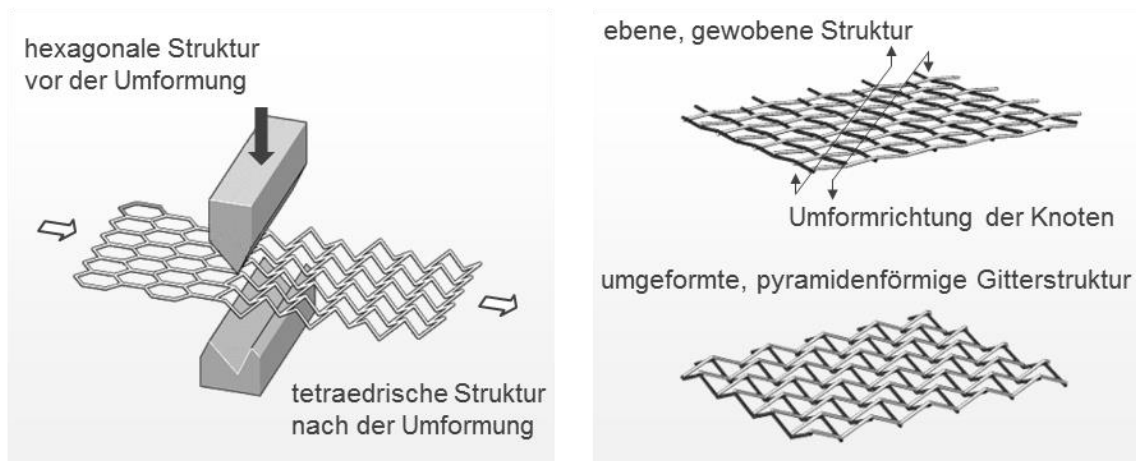 hexagonale Struktur
vor der Umformung
tetraedrische Struktur
nach der Umformung
ebene, gewobene Struktur
Umformrichtung der Knoten
umgeformte, pyramidenförmige Gitterstruktur